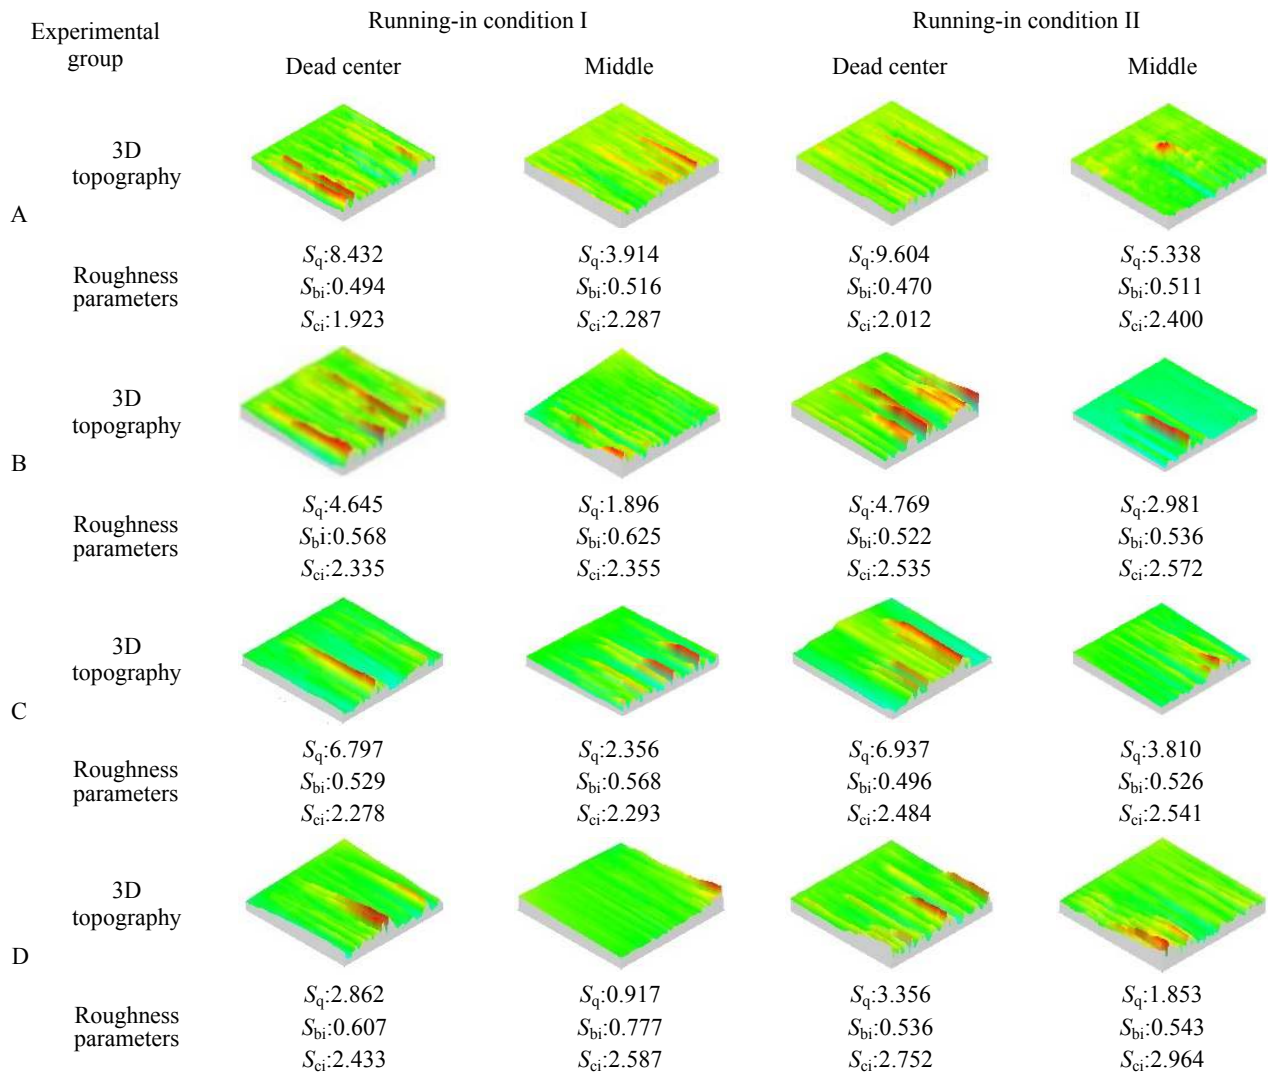 Experimental group
Running-in condition I
Running-in condition II
Dead center
Middle
Dead center
Middle
A
3D topography
Roughness parameters
Sq:8.432
Sbi:0.494
Sci:1.923
Sq:3.914
Sbi:0.516
Sci:2.287
Sq:9.604
Sbi:0.470
Sci:2.012
Sq:5.338
Sbi:0.511
Sci:2.400
B
3D topography
Roughness parameters
Sq:4.645
Sbi:0.568
Sci:2.335
Sq:1.896
Sbi:0.625
Sci:2.355
Sq:4.769
Sbi:0.522
Sci:2.535
Sq:2.981
Sbi:0.536
Sci:2.572
C
3D topography
Roughness parameters
Sq:6.797
Sbi:0.529
Sci:2.278
Sq:2.356
Sbi:0.568
Sci:2.293
Sq:6.937
Sbi:0.496
Sci:2.484
Sq:3.810
Sbi:0.526
Sci:2.541
D
3D topography
Roughness parameters
Sq:2.862
Sbi:0.607
Sci:2.433
Sq:0.917
Sbi:0.777
Sci:2.587
Sq:3.356
Sbi:0.536
Sci:2.752
Sq:1.853
Sbi:0.543
Sci:2.964